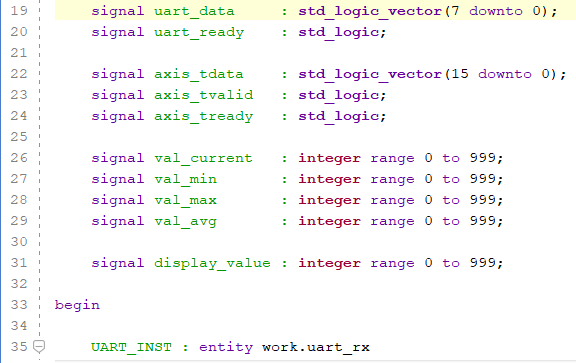 19 signal uart_data : std_logic_vector(7 downto 0);
20 signal uart_ready : std_logic;
21
22 signal axis_tdata : std_logic_vector(15 downto 0);
23 signal axis_tvalid : std_logic;
24 signal axis_tready : std_logic;
25
26 signal val_current : integer range 0 to 999;
27 signal val_min : integer range 0 to 999;
28 signal val_max : integer range 0 to 999;
29 signal val_avg : integer range 0 to 999;
30
31 signal display_value : integer range 0 to 999;
32
33 begin
34
35 UART_INST : entity work.uart_rx